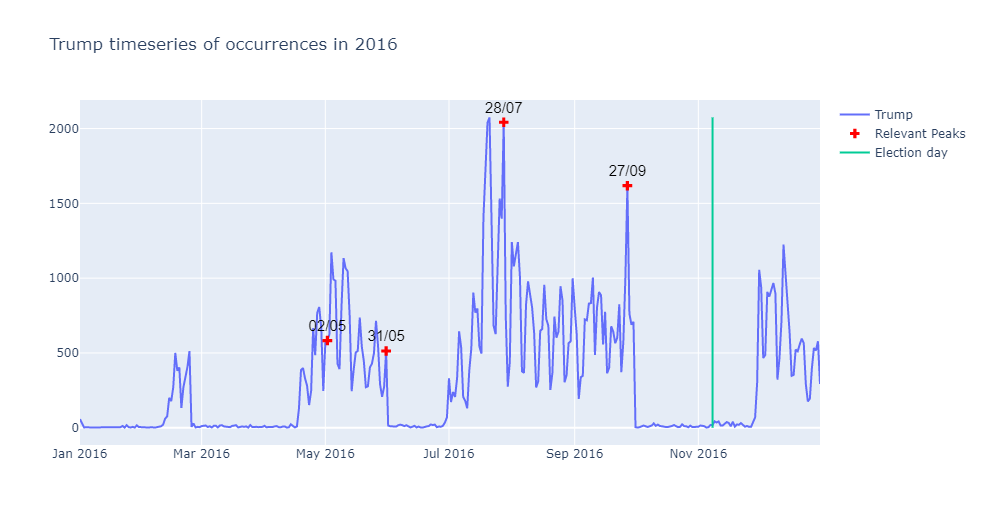 Trump timeseries of occurrences in 2016
28/07
2000
Trump
Relevant Peaks
Election day
27/09
1500
1000
02/05
31/05
500
0
Jan 2016
Mar 2016
May 2016
Jul 2016
Sep 2016
Nov 2016